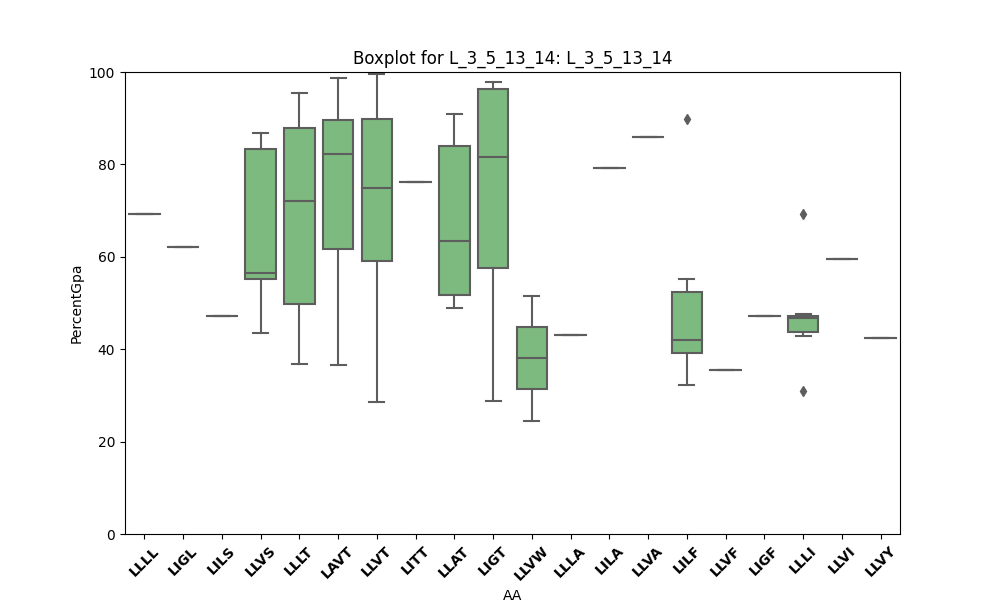 Boxplot for L_3_5_13_14: L_3_5_13_14
100
80
60
40
20
0
PercentGpa
LLLL LIGL LILS LLVS LLLT LAVT LLVT LITT LLAT LIGT LLVW LLLA LILA LLVA LILF LLVF LIGF LLLI LLVI LLVY
AA